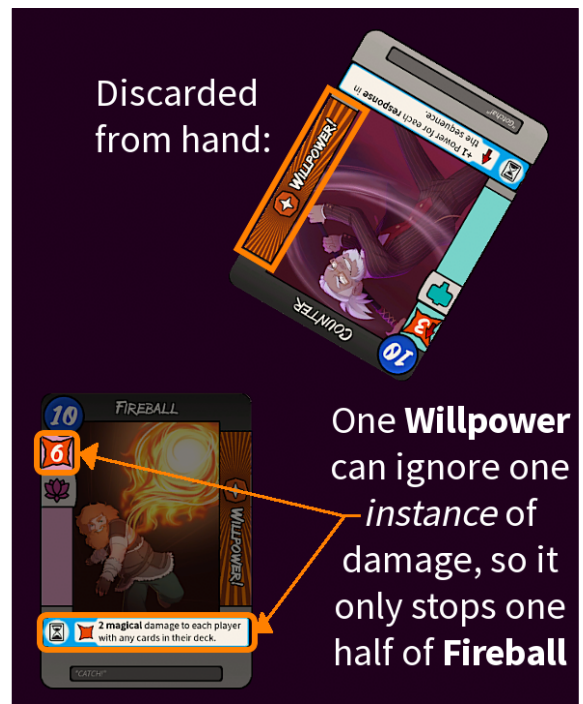 Discarded
from hand:
"Gotcha!"
+1 Power for each response in
the sequence.
WILLPOWER!
3
10
COUNTER
10
FIREBALL
6
WILLPOWER!
2 magical damage to each player
with any cards in their deck.
"CATCH!"
One Willpower
can ignore one
instance of
damage, so it
only stops one
half of Fireball